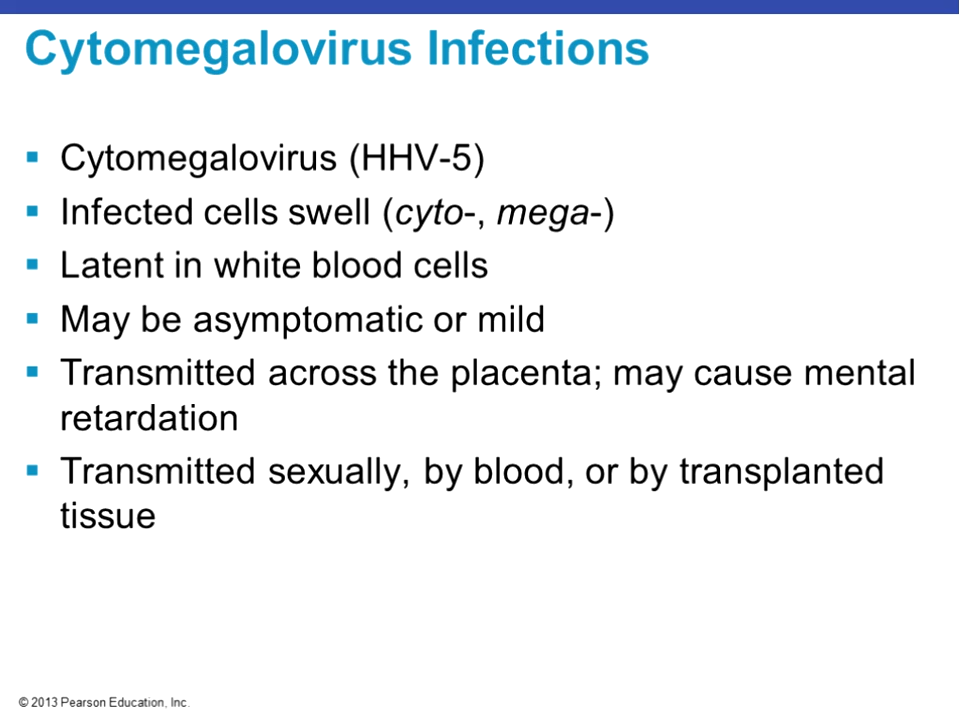 Cytomegalovirus Infections
▪ Cytomegalovirus (HHV-5)
▪ Infected cells swell (cyto-, mega-)
▪ Latent in white blood cells
▪ May be asymptomatic or mild
▪ Transmitted across the placenta; may cause mental
retardation
▪ Transmitted sexually, by blood, or by transplanted
tissue
© 2013 Pearson Education, Inc.